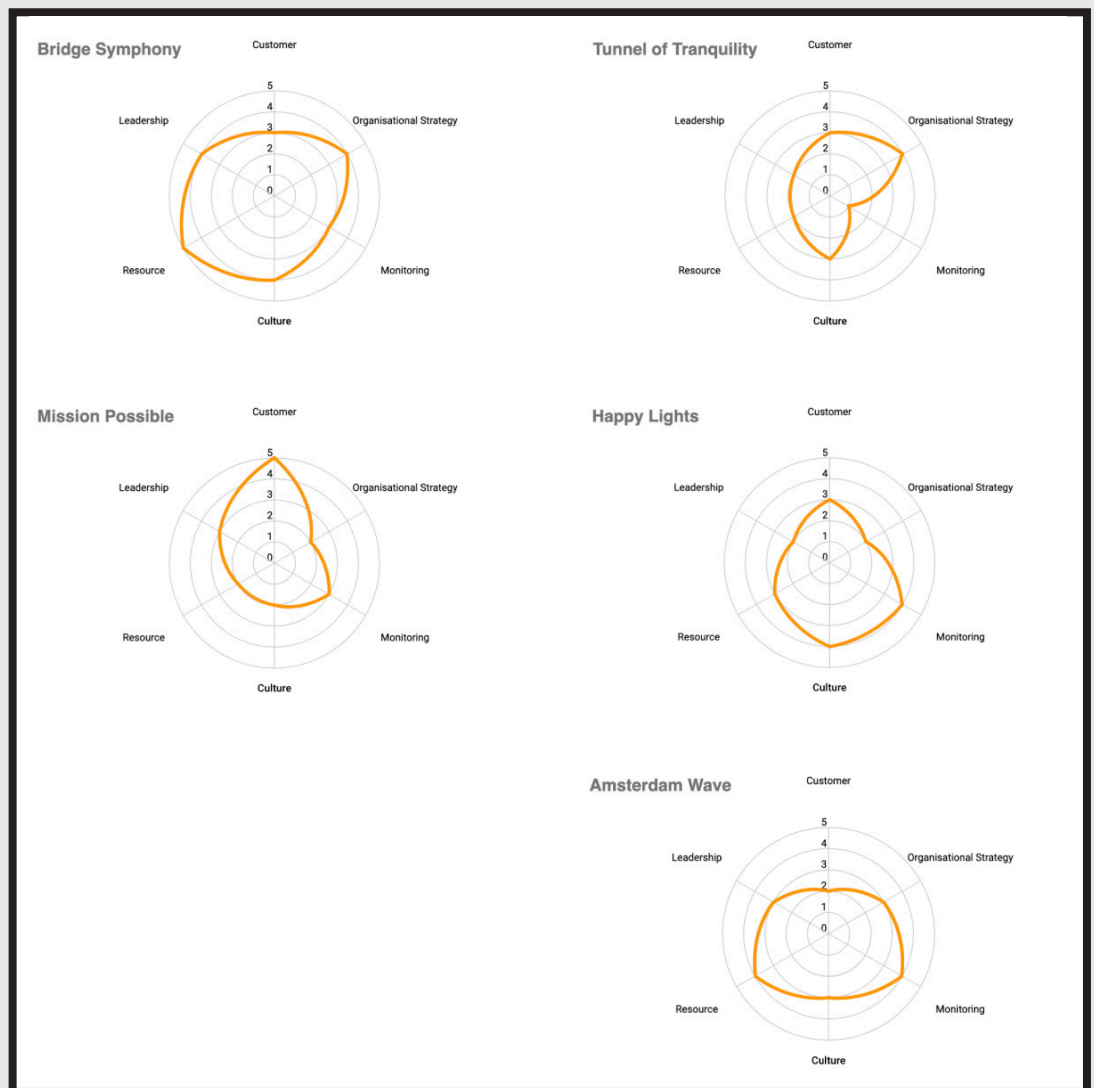 Bridge Symphony
Customer
5
4
3
2
1
0
Leadership
Organisational Strategy
Resource
Monitoring
Culture
Tunnel of Tranquility
Customer
5
4
3
2
1
0
Leadership
Organisational Strategy
Resource
Monitoring
Culture
Mission Possible
Customer
5
4
3
2
1
0
Leadership
Organisational Strategy
Resource
Monitoring
Culture
Happy Lights
Customer
5
4
3
2
1
0
Leadership
Organisational Strategy
Resource
Monitoring
Culture
Amsterdam Wave
Customer
5
4
3
2
1
0
Leadership
Organisational Strategy
Resource
Monitoring
Culture